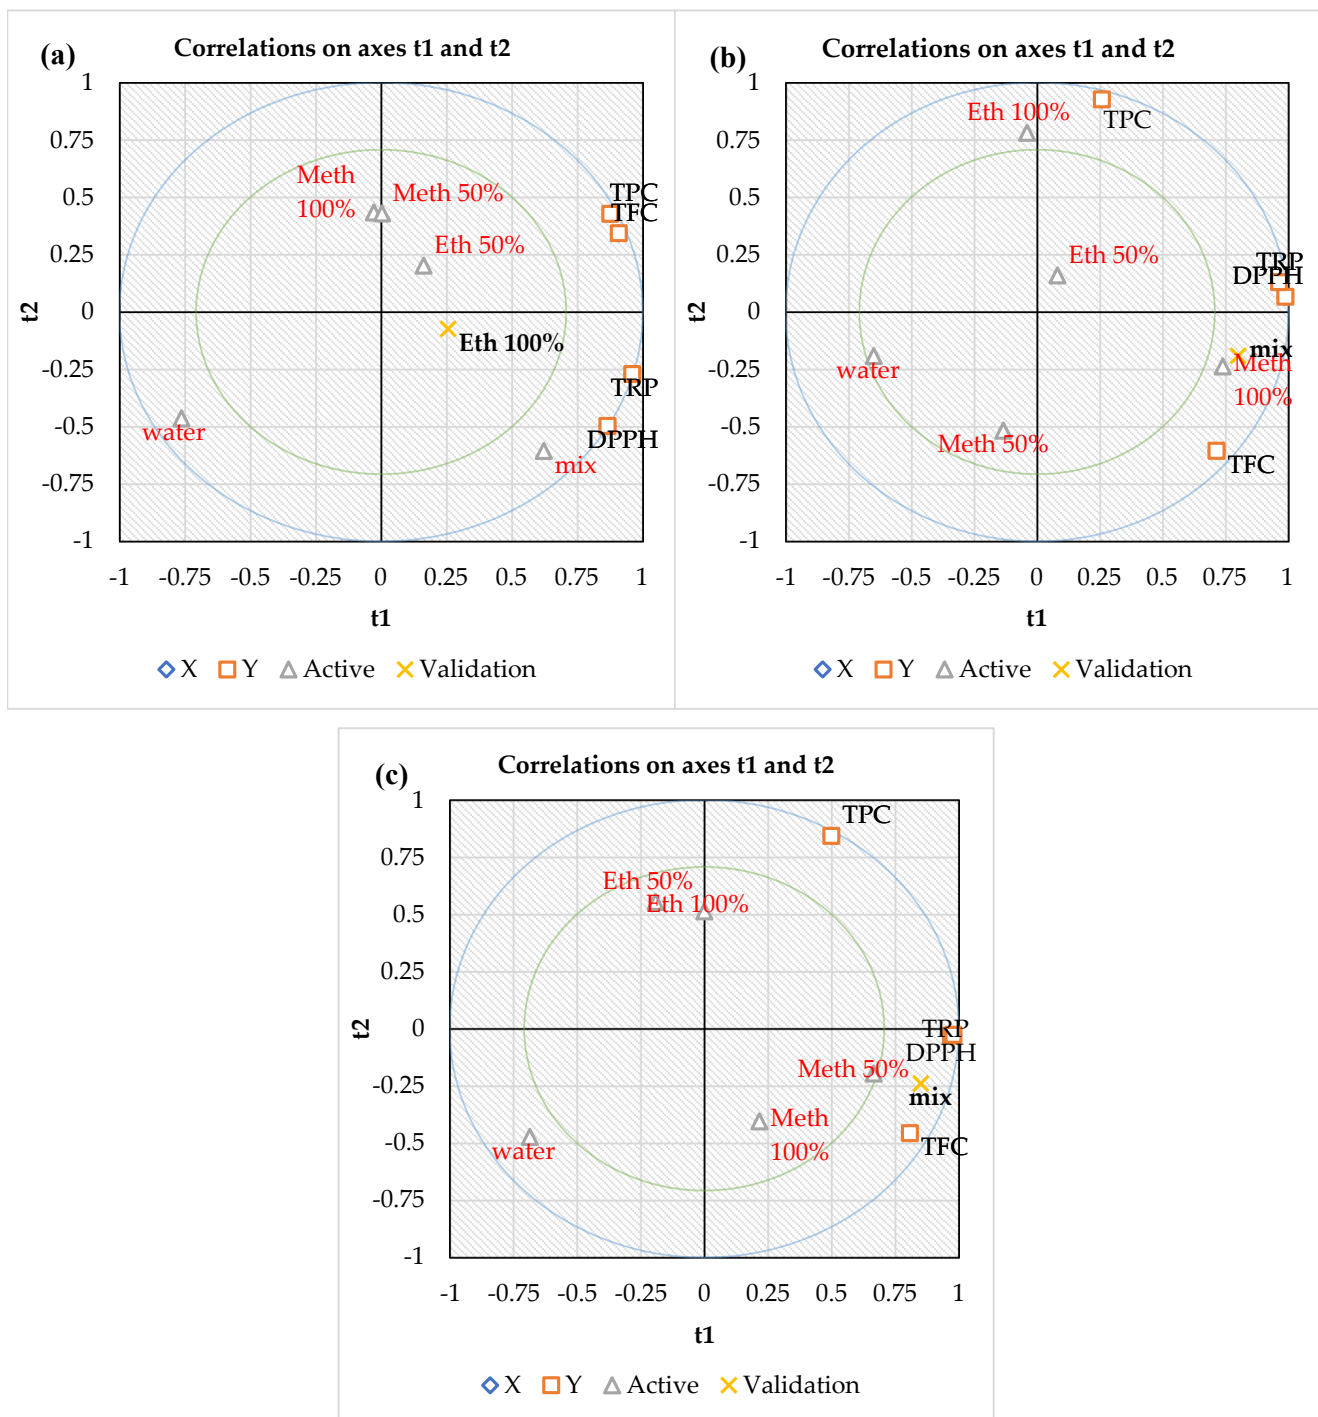 (a)
Correlations on axes t1 and t2
1
0.75
0.5
0.25
0
-0.25
-0.5
-0.75
-1
t2
Meth
100%
Meth 50%
Eth 50%
Eth 100%
TPC
TFC
TRP
DPPH
water
mix
-1 -0.75 -0.5 -0.25 0 0.25 0.5 0.75 1
t1
X Y Active Validation
(b)
Correlations on axes t1 and t2
1
0.75
0.5
0.25
0
-0.25
-0.5
-0.75
-1
t2
Eth 100%
TPC
Eth 50%
TRP
DPPH
mix
Meth
100%
water
Meth 50%
TFC
-1 -0.75 -0.5 -0.25 0 0.25 0.5 0.75 1
t1
X Y Active Validation
(c)
Correlations on axes t1 and t2
1
0.75
0.5
0.25
0
-0.25
-0.5
-0.75
-1
t2
TPC
Eth 50%
Eth 100%
TRP
DPPH
Meth 50%
mix
Meth
100%
TFC
water
-1 -0.75 -0.5 -0.25 0 0.25 0.5 0.75 1
t1
X Y Active Validation